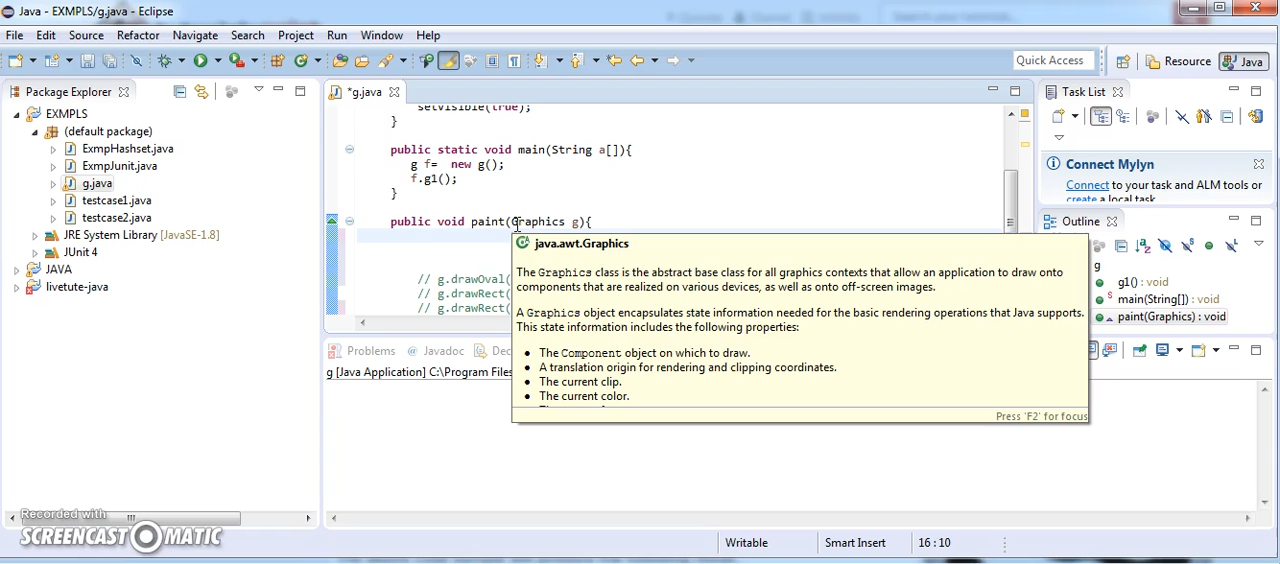 Java - EXMPLS/g.java - Eclipse
File Edit Source Refactor Navigate Search Project Run Window Help
Quick Access
Resource
Java
Package Explorer
EXMPLS
(default package)
ExmpHashset.java
ExmpJunit.java
g.java
testcase1.java
testcase2.java
JRE System Library [JavaSE-1.8]
JUnit 4
JAVA
livetute-java
*g.java
setVisible(true);
}
public static void main(String a[]){
g f= new g();
f.g1();
}
public void paint(Graphics g){
// g.drawOval(
// g.drawRect(
// g.drawRect(
java.awt.Graphics
The Graphics class is the abstract base class for all graphics contexts that allow an application to draw onto
components that are realized on various devices, as well as onto off-screen images.
A Graphics object encapsulates state information needed for the basic rendering operations that Java supports.
This state information includes the following properties:
• The Component object on which to draw.
• A translation origin for rendering and clipping coordinates.
• The current clip.
• The current color.
Press 'F2' for focus
Task List
Connect Mylyn
Connect to your task and ALM tools or
create a local task.
Outline
g
g1() : void
main(String[]) : void
paint(Graphics) : void
Problems @ Javadoc Dec
g [Java Application] C:\Program Files
Recorded with
SCREENCAST MATIC
Writable Smart Insert 16 : 10